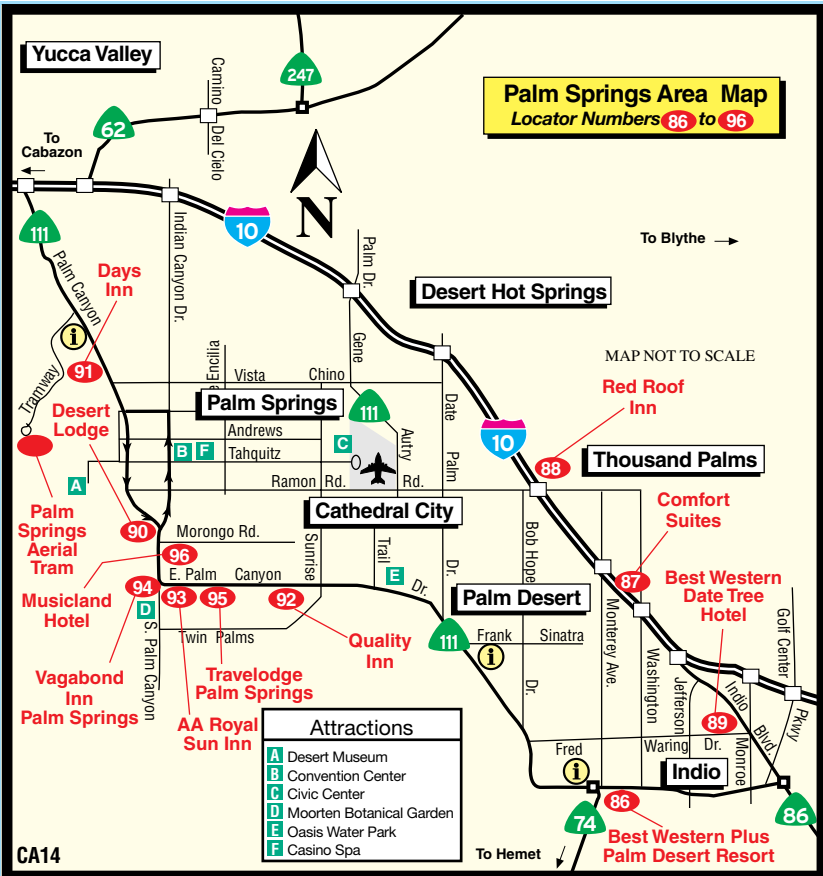 Yucca Valley
247
Camino
Del Cielo
62
Palm Springs Area Map
Locator Numbers 86 to 96
To
Cabazon
N
111
10
Indian Canyon Dr.
Palm Canyon
Palm Dr.
To Blythe
Days
Inn
Desert Hot Springs
i
Gene
Autry
MAP NOT TO SCALE
91
Tramway
Encilia
Vista Chino
Red Roof
Inn
Palm Springs
111
Date
Palm
Dr.
Desert
Lodge
Andrews
10
B
F
Tahquitz
C
88
Thousand Palms
A
Ramon Rd.
Rd.
Comfort
Suites
Palm
Springs
Aerial
Tram
Cathedral City
90
Morongo Rd.
Sunrise
Trail
Bob Hope
Dr.
96
E. Palm Canyon
Dr.
E
87
Best Western
Date Tree
Hotel
Musicland
Hotel
94
93
95
92
D
Palm Desert
Monterey Ave.
Golf Center
Pkwy
S. Palm Canyon
Twin Palms
111
Frank Sinatra
i
Quality
Inn
Washington
Jefferson
Indio
Blvd.
Vagabond
Inn
Palm Springs
Travelodge
Palm Springs
AA Royal
Sun Inn
89
Monroe
Fred Waring Dr.
i
Indio
Attractions
A Desert Museum
B Convention Center
C Civic Center
D Moorten Botanical Garden
E Oasis Water Park
F Casino Spa
86
74
86
Best Western Plus
Palm Desert Resort
To Hemet
CA14